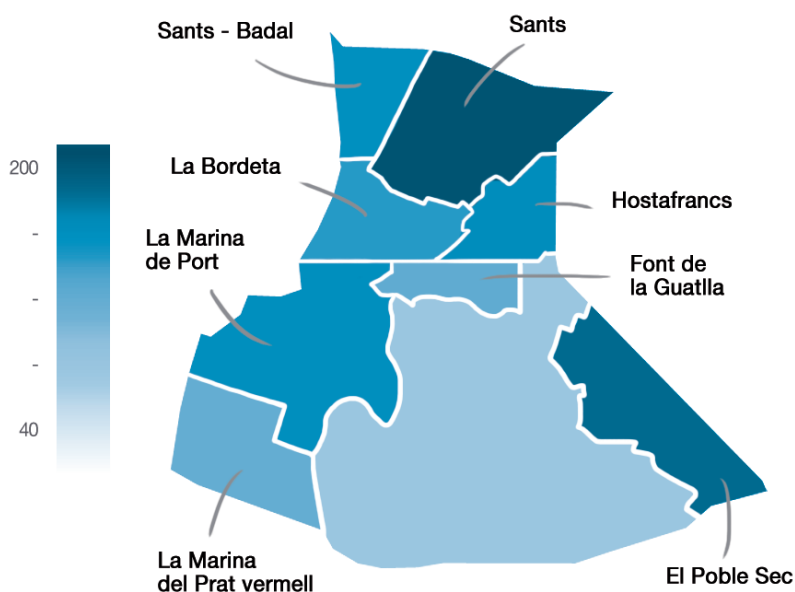 Sants - Badal
Sants
200
La Bordeta
Hostafrancs
-
La Marina
de Port
Font de
la Guatlla
-
-
40
La Marina
del Prat vermell
El Poble Sec